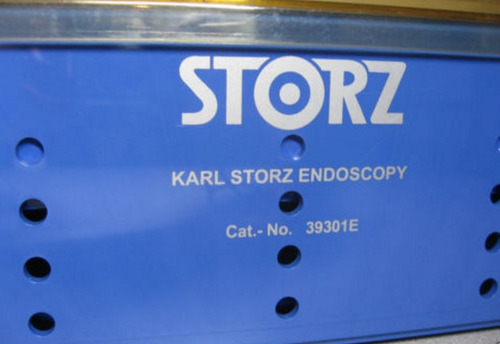 STORZ
KARL STORZ ENDOSCOPY
Cat.- No. 39301E